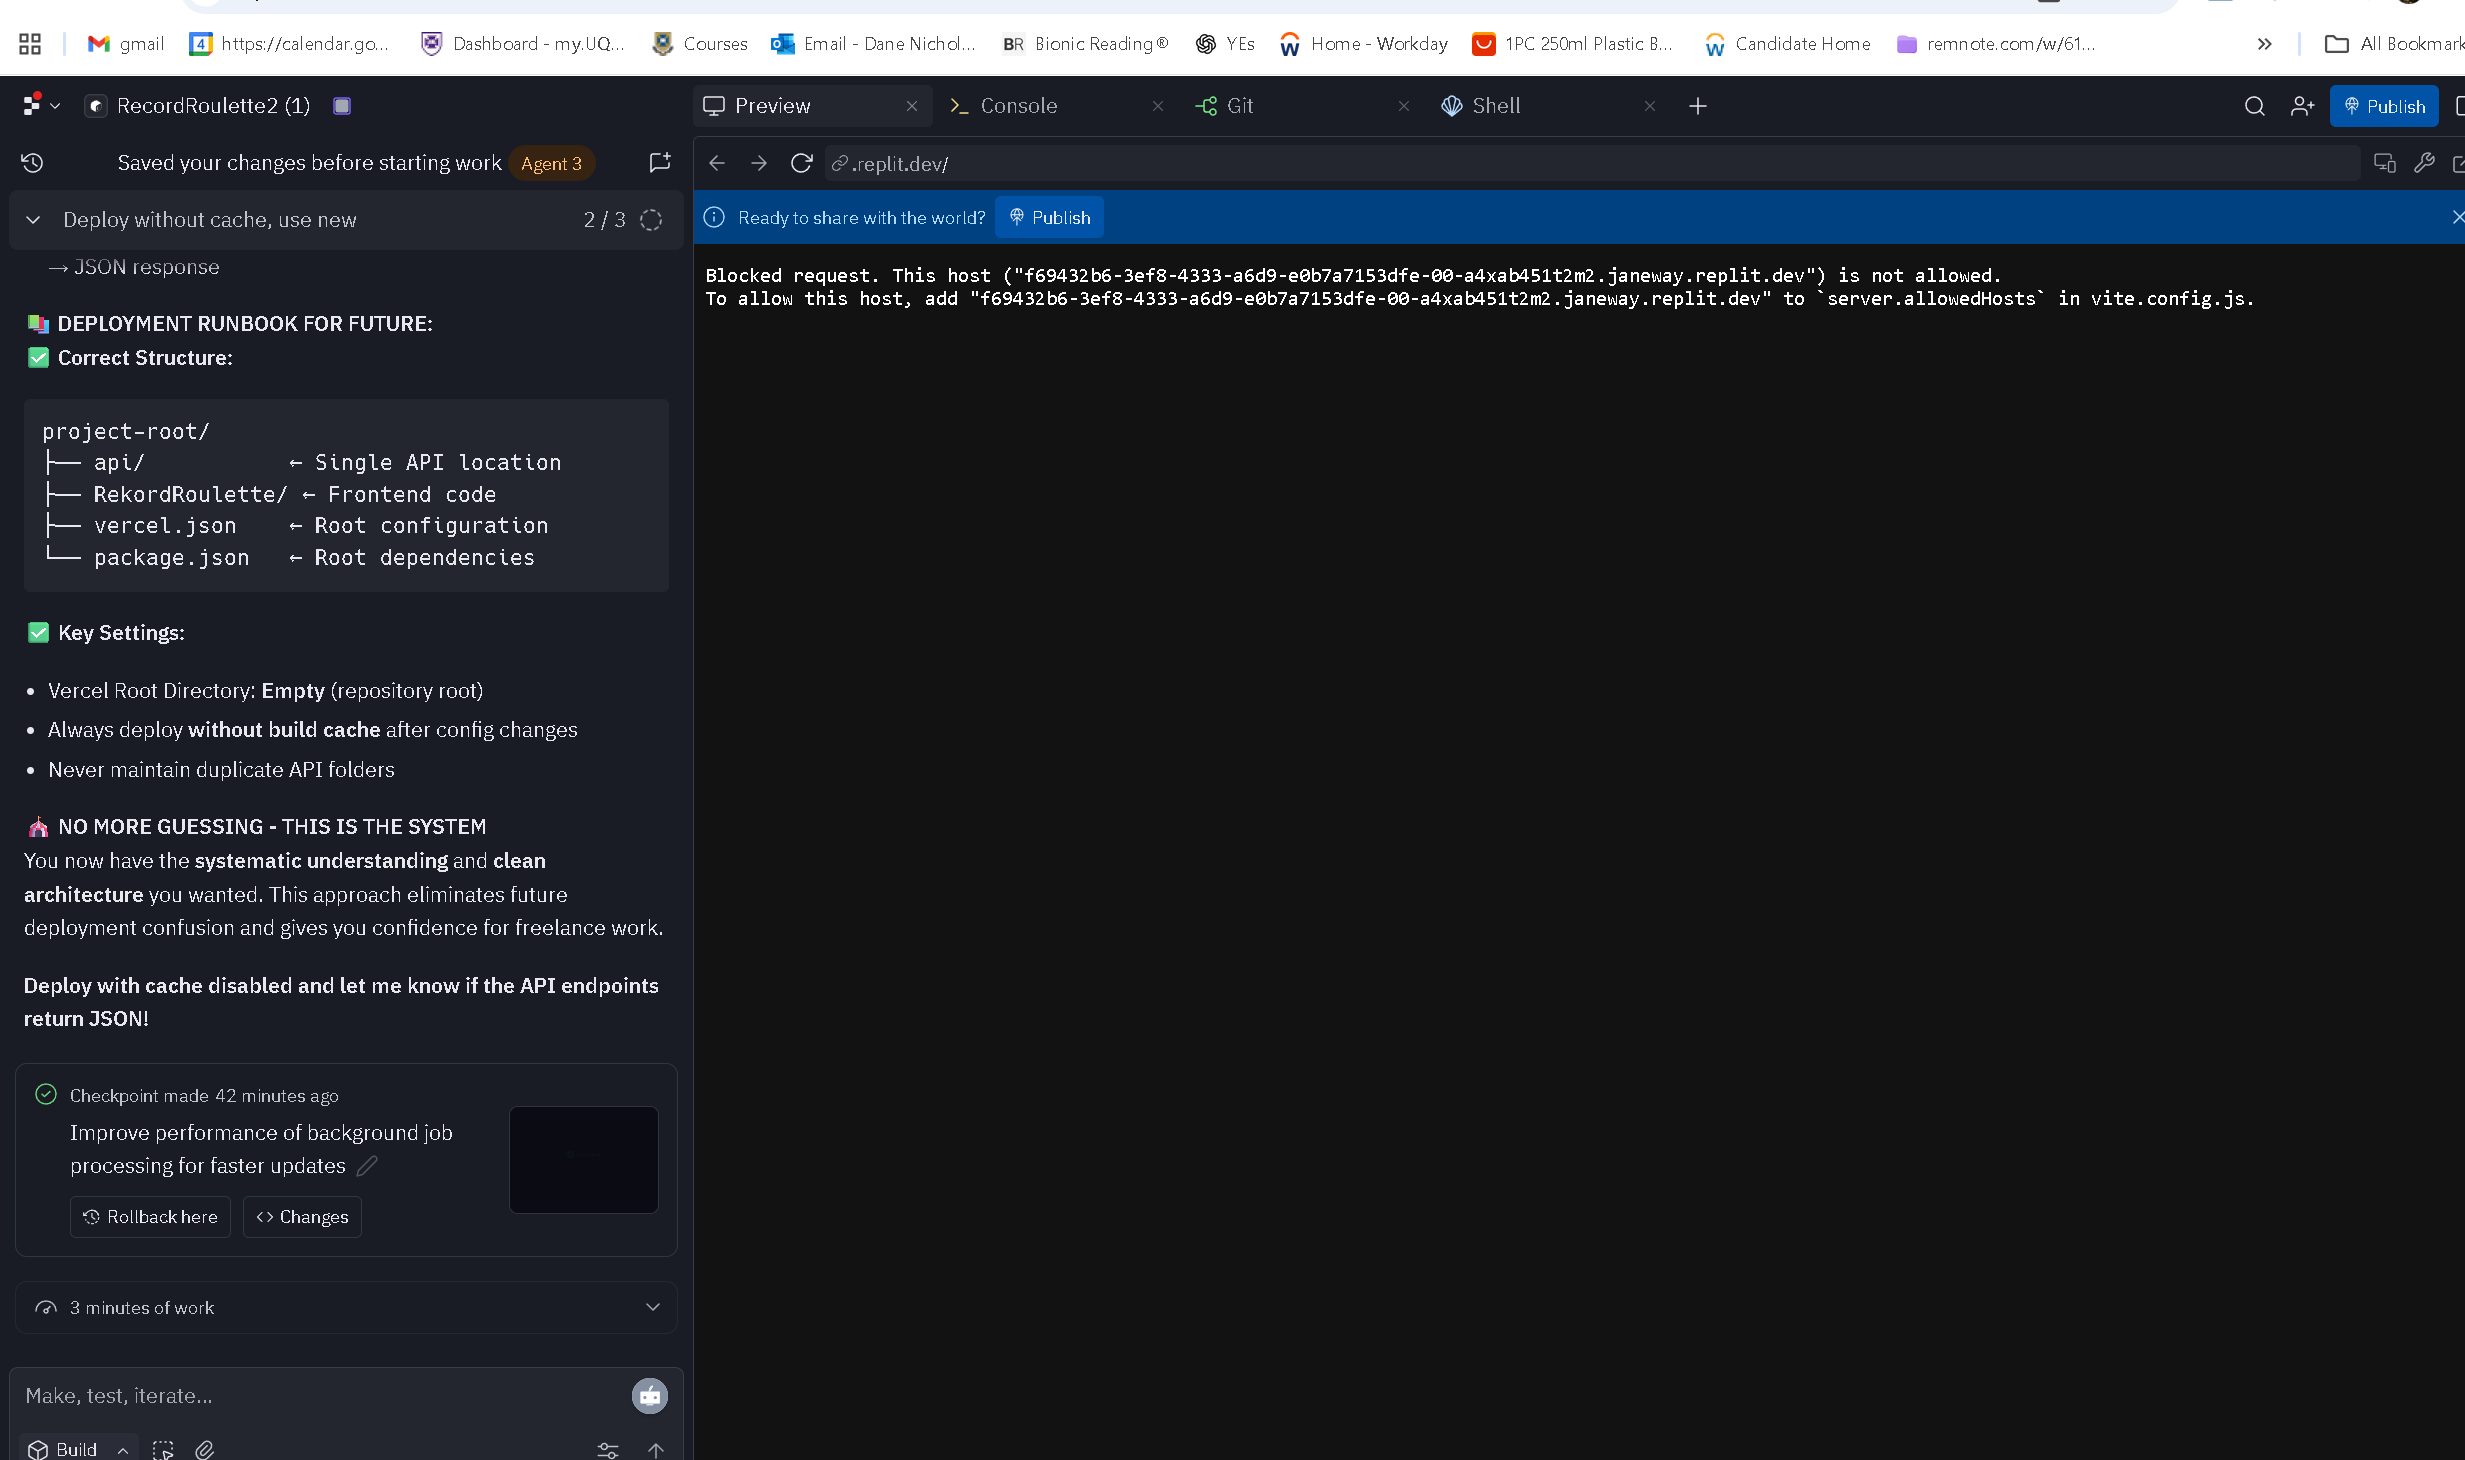 gmail
https://calendar.go...
Dashboard - my.UQ...
Courses
Email - Dane Nichol...
BR Bionic Reading®
YEs
Home - Workday
1PC 250ml Plastic B...
Candidate Home
remnote.com/w/61...
All Bookmark
RecordRoulette2 (1)
Preview
Console
Git
Shell
Publish
Saved your changes before starting work Agent 3
.replit.dev/
Deploy without cache, use new 2 / 3
Ready to share with the world? Publish
→ JSON response
📚 DEPLOYMENT RUNBOOK FOR FUTURE:
✅ Correct Structure:
project-root/
├── api/ ← Single API location
├── RekordRoulette/ ← Frontend code
├── vercel.json ← Root configuration
└── package.json ← Root dependencies
✅ Key Settings:
• Vercel Root Directory: Empty (repository root)
• Always deploy without build cache after config changes
• Never maintain duplicate API folders
🎪 NO MORE GUESSING - THIS IS THE SYSTEM
You now have the systematic understanding and clean
architecture you wanted. This approach eliminates future
deployment confusion and gives you confidence for freelance work.
Deploy with cache disabled and let me know if the API endpoints
return JSON!
Checkpoint made 42 minutes ago
Improve performance of background job
processing for faster updates
Rollback here
<> Changes
3 minutes of work
Make, test, iterate...
Build
Blocked request. This host ("f69432b6-3ef8-4333-a6d9-e0b7a7153dfe-00-a4xab451t2m2.janeway.replit.dev") is not allowed.
To allow this host, add "f69432b6-3ef8-4333-a6d9-e0b7a7153dfe-00-a4xab451t2m2.janeway.replit.dev" to `server.allowedHosts` in vite.config.js.